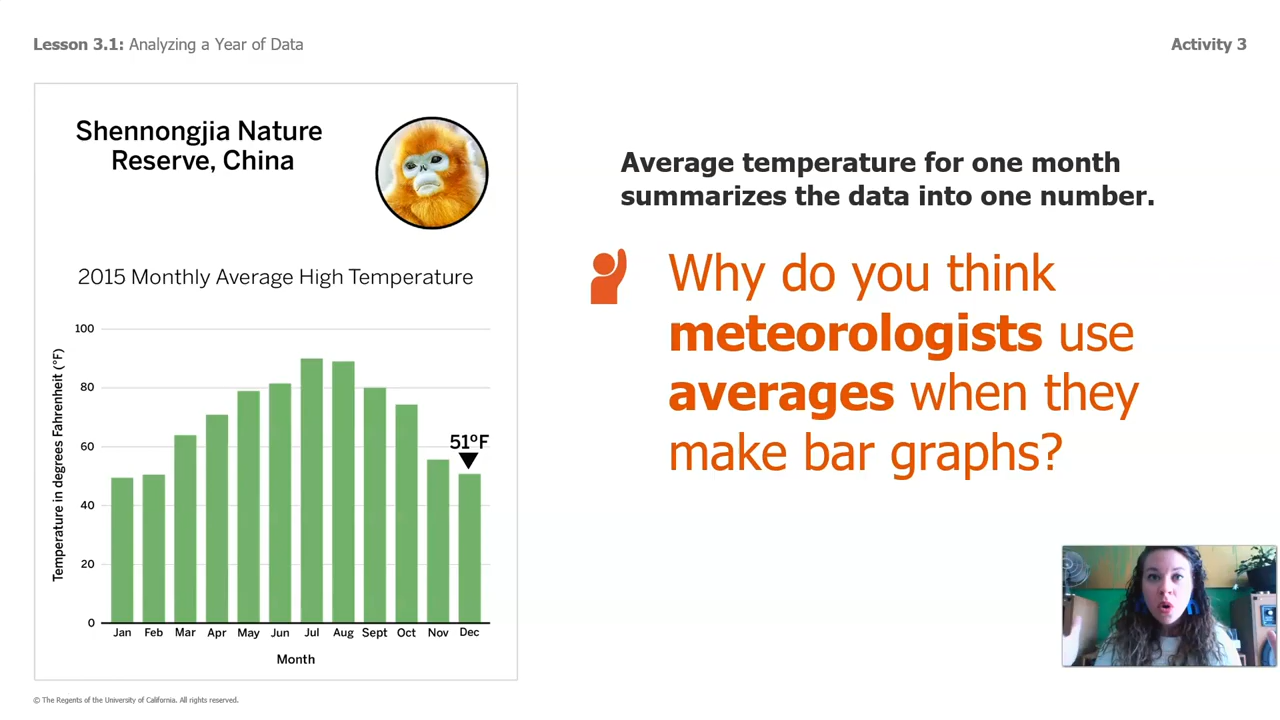 Lesson 3.1: Analyzing a Year of Data
Activity 3
Shennongjia Nature
Reserve, China
2015 Monthly Average High Temperature
Temperature in degrees Fahrenheit (°F)
100
80
60
40
20
0
51°F
Jan Feb Mar Apr May Jun Jul Aug Sept Oct Nov Dec
Month
Average temperature for one month
summarizes the data into one number.
Why do you think
meteorologists use
averages when they
make bar graphs?
© The Regents of the University of California. All rights reserved.